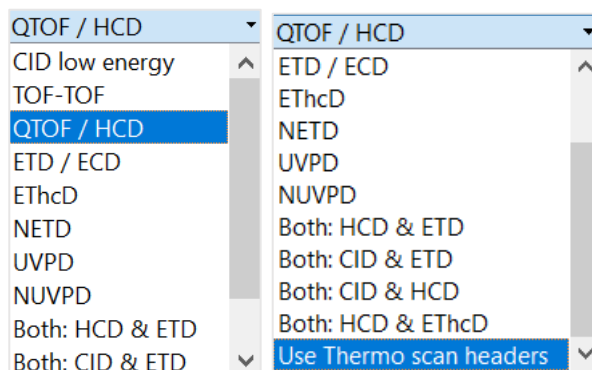 QTOF / HCD
CID low energy
TOF-TOF
QTOF / HCD
ETD / ECD
EThcD
NETD
UVPD
NUVPD
Both: HCD & ETD
Both: CID & ETD
QTOF / HCD
ETD / ECD
EThcD
NETD
UVPD
NUVPD
Both: HCD & ETD
Both: CID & ETD
Both: CID & HCD
Both: HCD & EThcD
Use Thermo scan headers